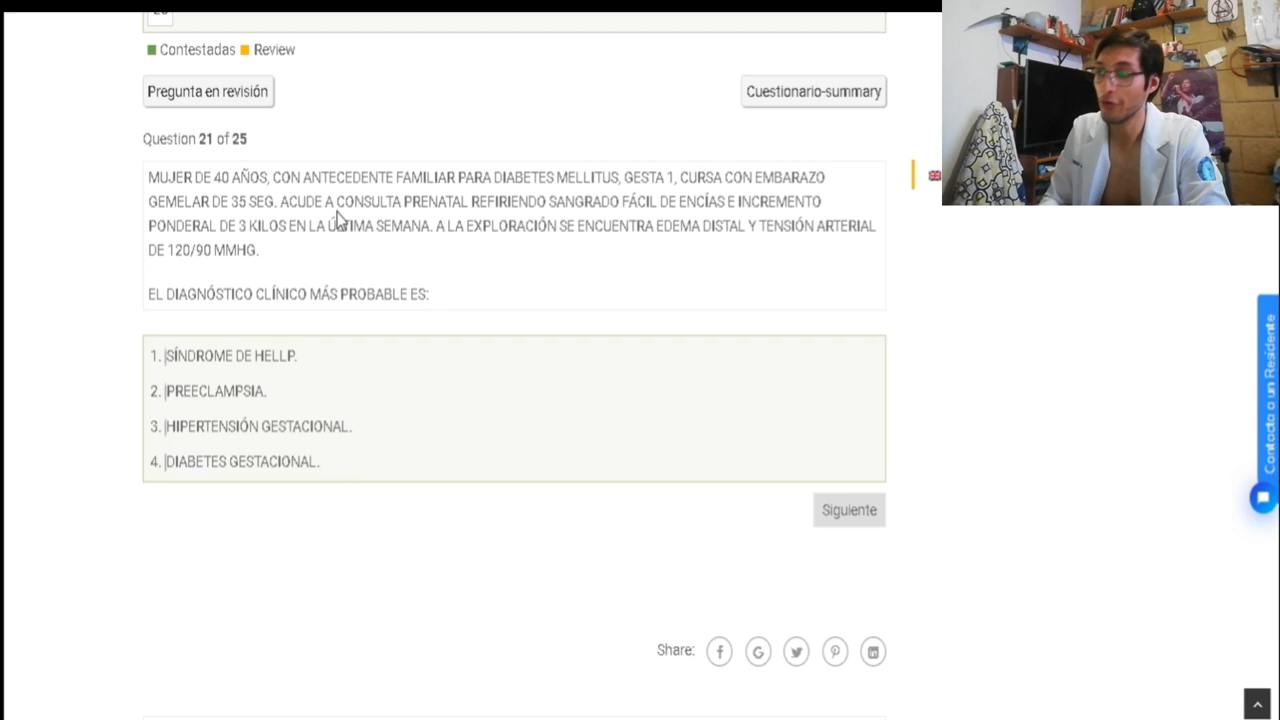 Contestadas Review
Pregunta en revisión
Cuestionario-summary
Question 21 of 25
MUJER DE 40 AÑOS, CON ANTECEDENTE FAMILIAR PARA DIABETES MELLITUS, GESTA 1, CURSA CON EMBARAZO
GEMELAR DE 35 SEG. ACUDE A CONSULTA PRENATAL REFIRIENDO SANGRADO FÁCIL DE ENCÍAS E INCREMENTO
PONDERAL DE 3 KILOS EN LA ÚLTIMA SEMANA. A LA EXPLORACIÓN SE ENCUENTRA EDEMA DISTAL Y TENSIÓN ARTERIAL
DE 120/90 MMHG.
EL DIAGNÓSTICO CLÍNICO MÁS PROBABLE ES:
1. SÍNDROME DE HELLP.
2. PREECLAMPSIA.
3. HIPERTENSIÓN GESTACIONAL.
4. DIABETES GESTACIONAL.
Siguiente
Contacta a un Residente
Share: